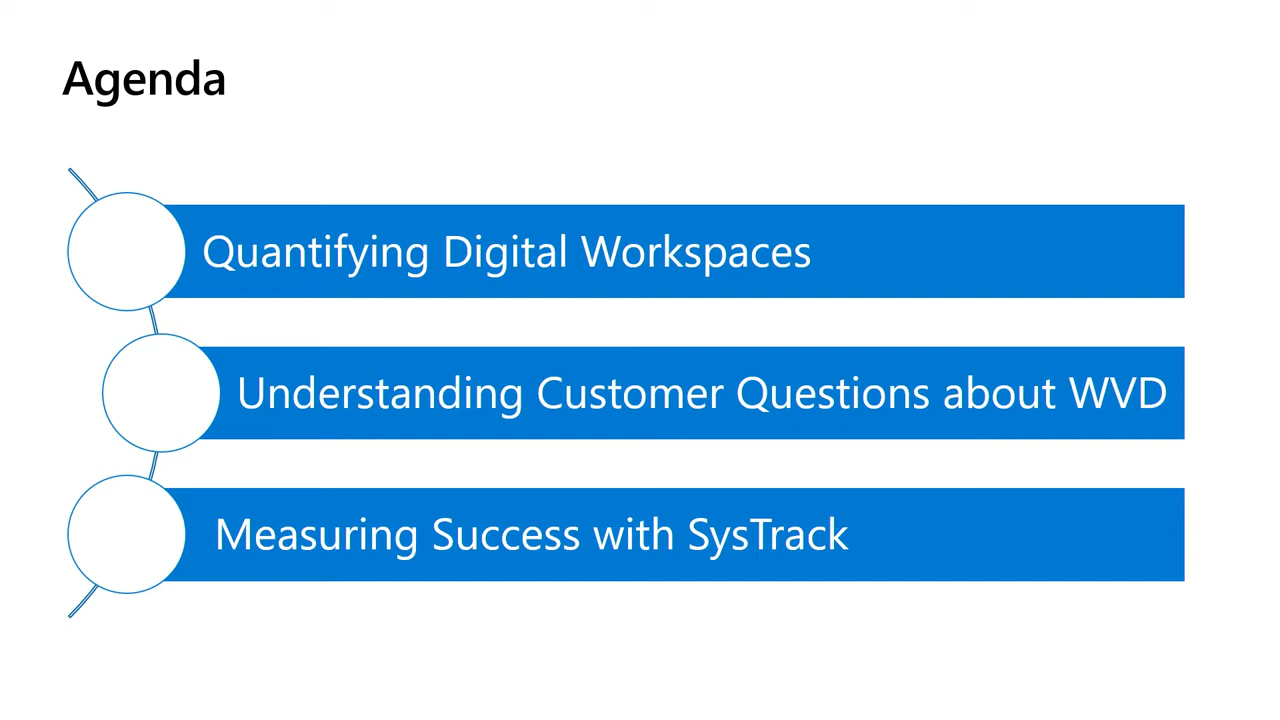 Agenda
Quantifying Digital Workspaces
Understanding Customer Questions about WVD
Measuring Success with SysTrack